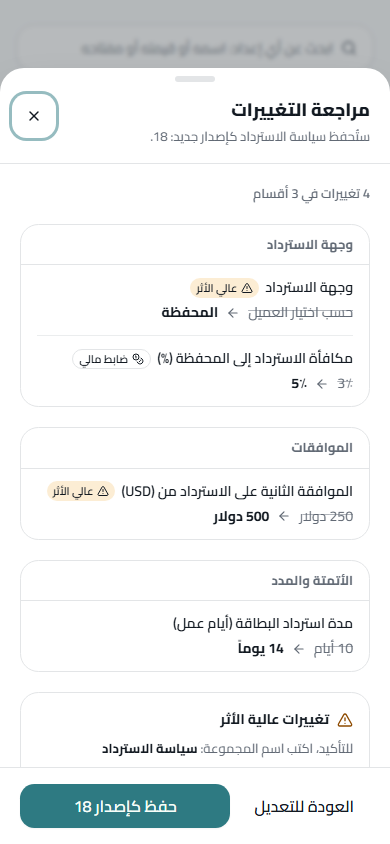 ابحث عن أي إعداد: اسمه أو قيمته أو مفتاحه
مراجعة التغييرات
ستُحفظ سياسة الاسترداد كإصدار جديد: 18.
4 تغييرات في 3 أقسام
وجهة الاسترداد
وجهة الاسترداد عالي الأثر
حسب اختيار العميل ← المحفظة
مكافأة الاسترداد إلى المحفظة (%) ضابط مالي
3٪ ← 5٪
الموافقات
الموافقة الثانية على الاسترداد من (USD) عالي الأثر
250 دولار ← 500 دولار
الأتمتة والمدد
مدة استرداد البطاقة (أيام عمل)
10 أيام ← 14 يوماً
تغييرات عالية الأثر
للتأكيد، اكتب اسم المجموعة: سياسة الاسترداد
العودة للتعديل
حفظ كإصدار 18